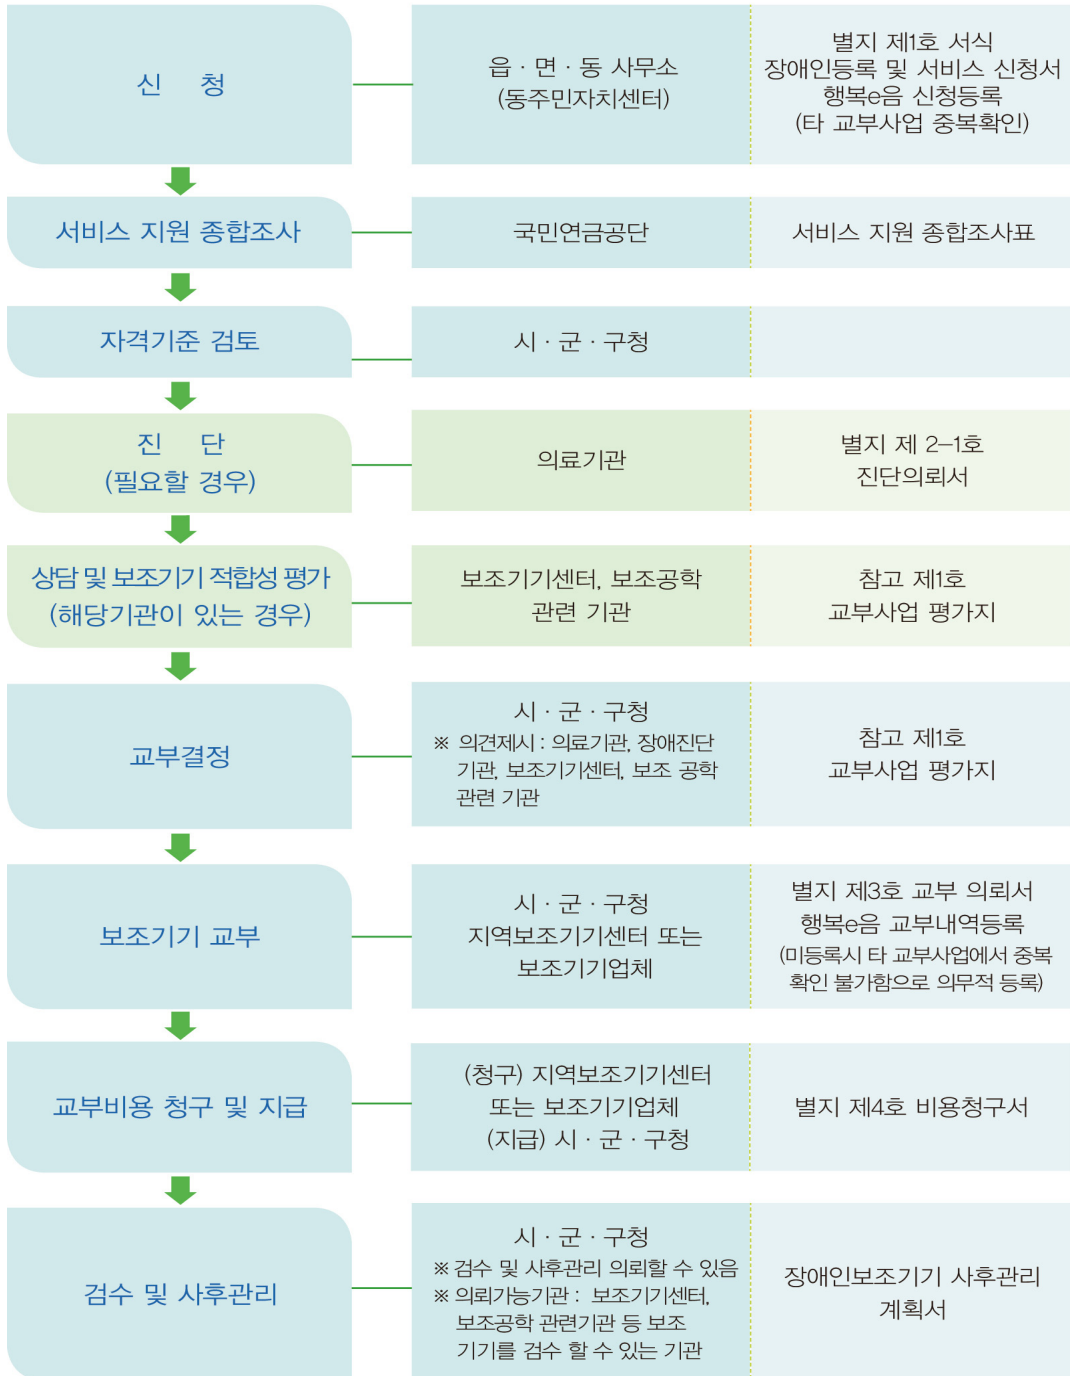 신 청
읍 · 면 · 동 사무소
(동주민자치센터)
별지 제1호 서식
장애인등록 및 서비스 신청서
행복e음 신청등록
(타 교부사업 중복확인)
서비스 지원 종합조사
국민연금공단
서비스 지원 종합조사표
자격기준 검토
시 · 군 · 구청
진 단
(필요할 경우)
의료기관
별지 제 2-1호
진단의뢰서
상담 및 보조기기 적합성 평가
(해당기관이 있는 경우)
보조기기센터, 보조공학
관련 기관
참고 제1호
교부사업 평가지
교부결정
시 · 군 · 구청
※ 의견제시 : 의료기관, 장애진단
기관, 보조기기센터, 보조 공학
관련 기관
참고 제1호
교부사업 평가지
보조기기 교부
시 · 군 · 구청
지역보조기기센터 또는
보조기기업체
별지 제3호 교부 의뢰서
행복e음 교부내역등록
(미등록시 타 교부사업에서 중복
확인 불가함으로 의무적 등록)
교부비용 청구 및 지급
(청구) 지역보조기기센터
또는 보조기기업체
(지급) 시 · 군 · 구청
별지 제4호 비용청구서
검수 및 사후관리
시 · 군 · 구청
※ 검수 및 사후관리 의뢰할 수 있음
※ 의뢰가능기관 : 보조기기센터,
보조공학 관련기관 등 보조
기기를 검수 할 수 있는 기관
장애인보조기기 사후관리
계획서